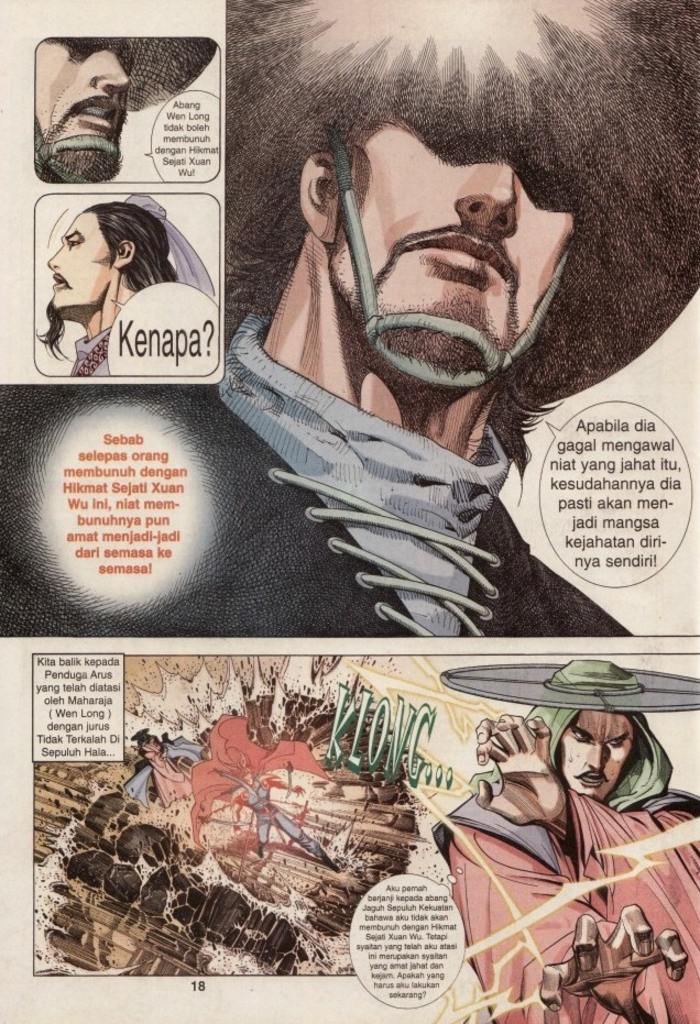 Abang
Wen Long
tidak boleh
membunuh
dengan Hikmat
Sejati Xuan
Wu!
Kenapa?
Sebab
selepas orang
membunuh dengan
Hikmat Sejati Xuan
Wu Ini, niat mem-
bunuhnya pun
amat menjadi-jadi
dari semasa ke
semasa!
Apabila dia
gagal mengawal
niat yang jahat itu,
kesudahannya dia
pasti akan men-
jadi mangsa
kejahatan diri-
nya sendiri!
Kita balik kepada
Penduga Arus
yang telah diatasi
oleh Maharaja
( Wen Long )
dengan jurus
Tidak Terkalah Di
Sepuluh Hala...
KLONG...
Aku pernah
berjanji kepada abang
Jaguh Sepuluh Kekuatan
bahawa aku tidak akan
membunuh dengan Hikmat
Sejati Xuan Wu. Tetapi
syaitan yang telah aku atasi
ini merupakan syaitan
yang amat jahat dan
kejam. Apakah yang
harus aku lakukan
sekarang?
18